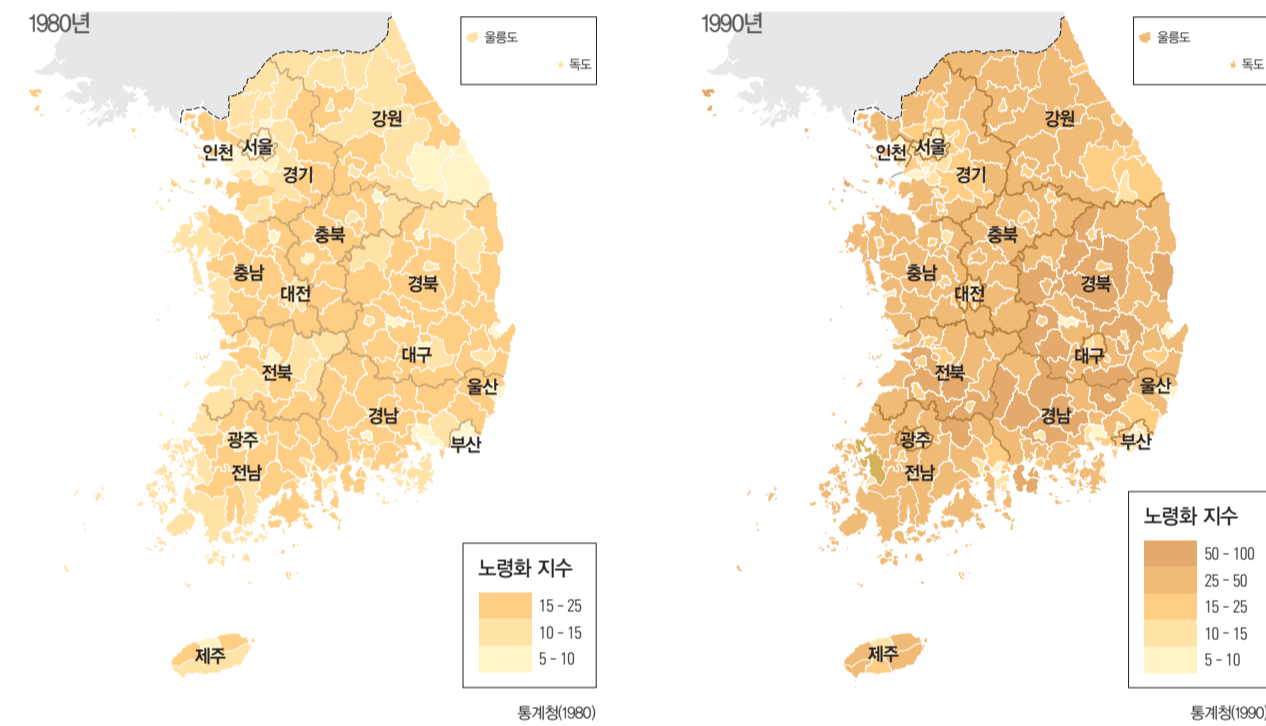 1980년
울릉도
독도
강원
인천
서울
경기
충북
충남
대전
경북
대구
전북
울산
경남
광주
부산
전남
제주
노령화 지수
15 - 25
10 - 15
5 - 10
통계청(1980)
1990년
울릉도
독도
강원
인천
서울
경기
충북
충남
대전
경북
대구
전북
울산
경남
광주
부산
전남
제주
노령화 지수
50 - 100
25 - 50
15 - 25
10 - 15
5 - 10
통계청(1990)